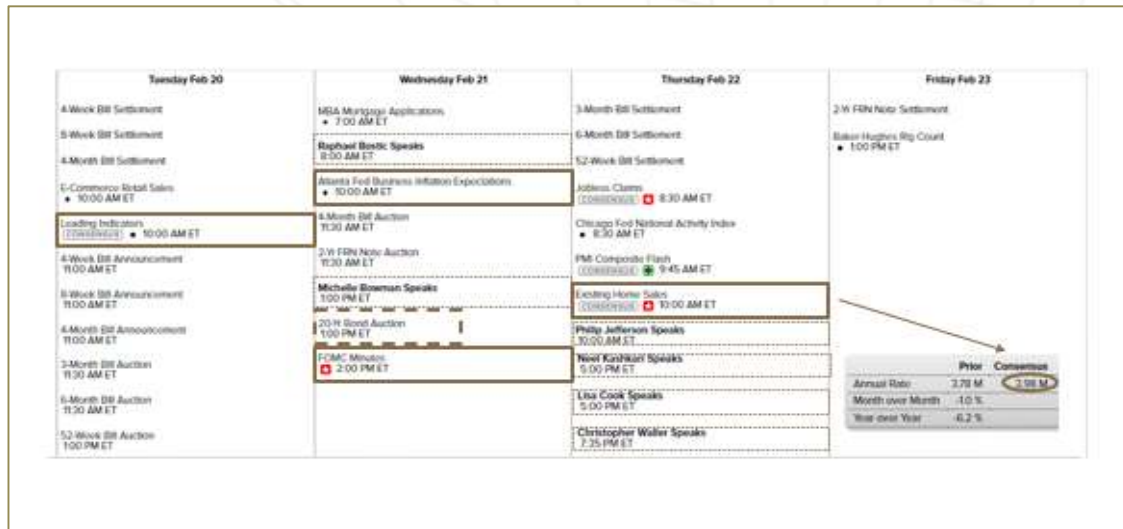 Tuesday Feb 20
4-Week Bill Settlement
8-Week Bill Settlement
4-Month Bill Settlement
E-Commerce Retail Sales
10:00 AM ET
Leading Indicators
CONSENSUS 10:00 AM ET
4-Week Bill Announcement
11:00 AM ET
8-Week Bill Announcement
11:00 AM ET
4-Month Bill Announcement
11:00 AM ET
3-Month Bill Auction
11:30 AM ET
6-Month Bill Auction
11:30 AM ET
52-Week Bill Auction
1:00 PM ET
Wednesday Feb 21
MBA Mortgage Applications
7:00 AM ET
Raphael Bostic Speaks
8:00 AM ET
Atlanta Fed Business Inflation Expectations
10:00 AM ET
4-Month Bill Auction
11:30 AM ET
2-Yr FRN Note Auction
11:30 AM ET
Michelle Bowman Speaks
1:00 PM ET
20-Yr Bond Auction
1:00 PM ET
FOMC Minutes
2:00 PM ET
Thursday Feb 22
3-Month Bill Settlement
6-Month Bill Settlement
52-Week Bill Settlement
Jobless Claims
CONSENSUS 8:30 AM ET
Chicago Fed National Activity Index
8:30 AM ET
PMI Composite Flash
CONSENSUS 9:45 AM ET
Existing Home Sales
CONSENSUS 10:00 AM ET
Philip Jefferson Speaks
10:00 AM ET
Neel Kashkari Speaks
5:00 PM ET
Lisa Cook Speaks
5:00 PM ET
Christopher Waller Speaks
7:35 PM ET
Friday Feb 23
2-Yr FRN Note Settlement
Baker Hughes Rig Count
1:00 PM ET
Prior Consensus
Annual Rate 3.78 M 3.98 M
Month over Month -1.0 %
Year over Year -6.2 %